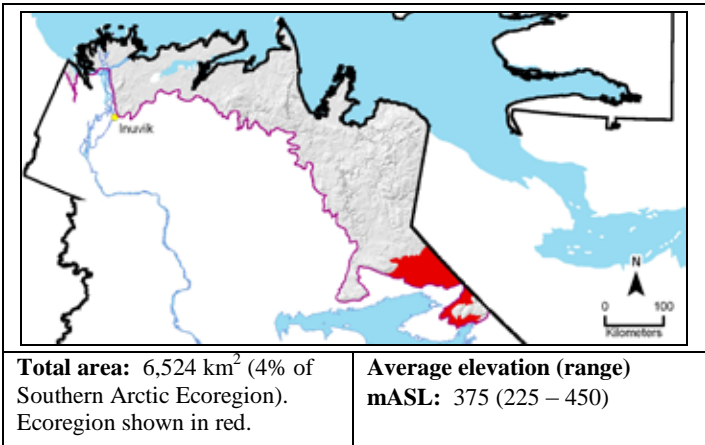 Inuvik
N
0 100
Kilometers
Total area: 6,524 km² (4% of
Southern Arctic Ecoregion).
Ecoregion shown in red.
Average elevation (range)
mASL: 375 (225 – 450)